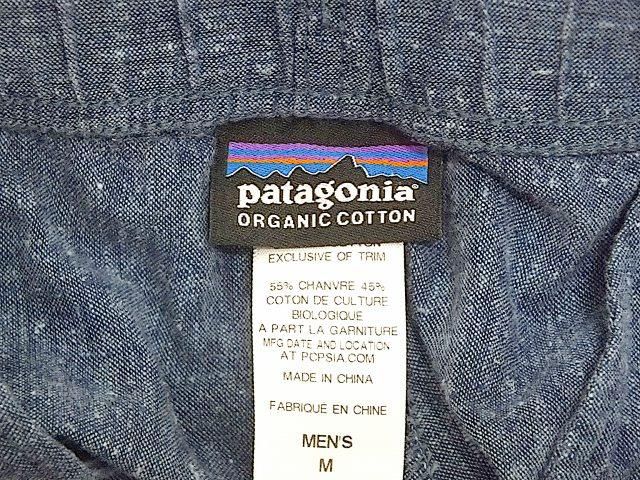 patagonia®
ORGANIC COTTON
EXCLUSIVE OF TRIM
55% CHANVRE 45%
COTON DE CULTURE
BIOLOGIQUE
A PART LA GARNITURE
MFG DATE AND LOCATION
AT PCPSIA.COM
MADE IN CHINA
FABRIQUÉ EN CHINE
MEN'S
M